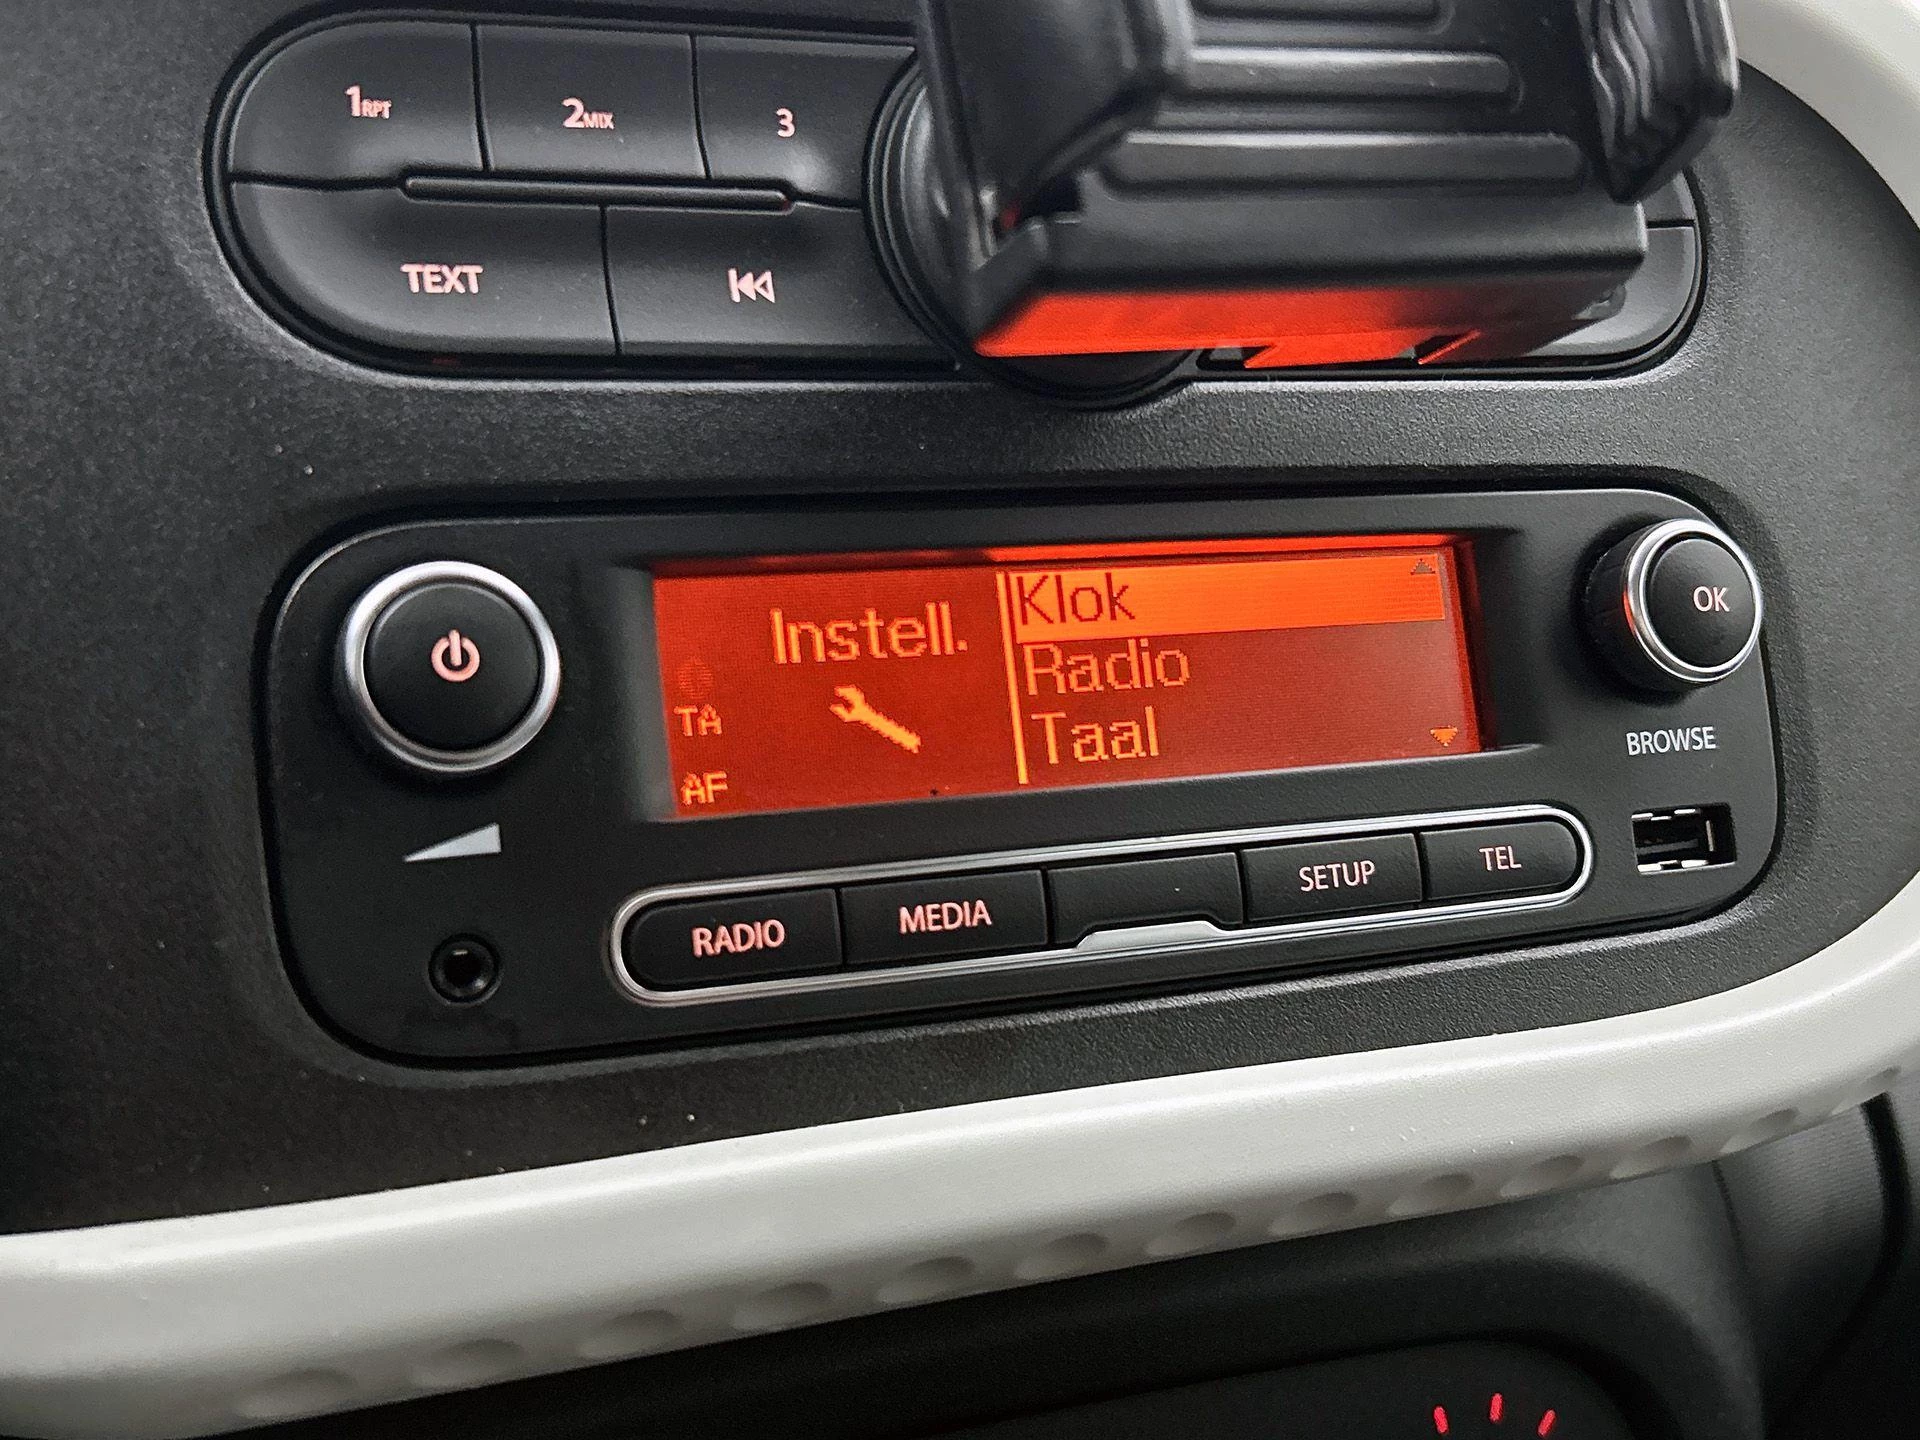 1RPT
2MIX
3
TEXT
Instell.
Klok
Radio
Taal
TA
AF
OK
BROWSE
RADIO
MEDIA
SETUP
TEL